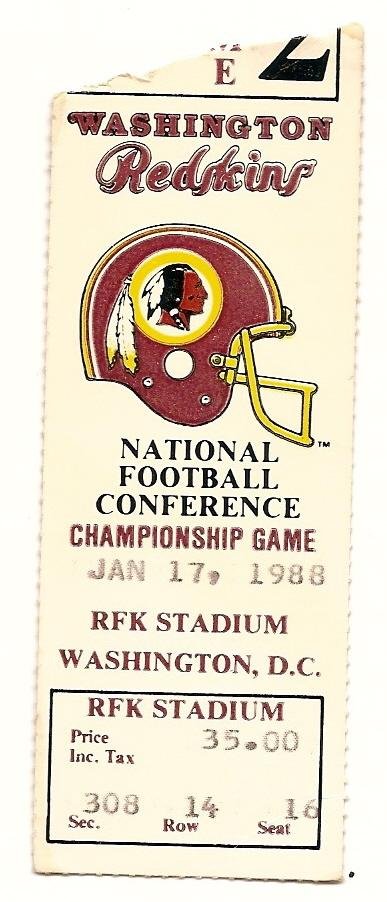 E
WASHINGTON
Redskins
™
NATIONAL
FOOTBALL
CONFERENCE
CHAMPIONSHIP GAME
JAN 17, 1988
RFK STADIUM
WASHINGTON, D.C.
RFK STADIUM
Price 35.00
Inc. Tax
308 14 16
Sec. Row Seat